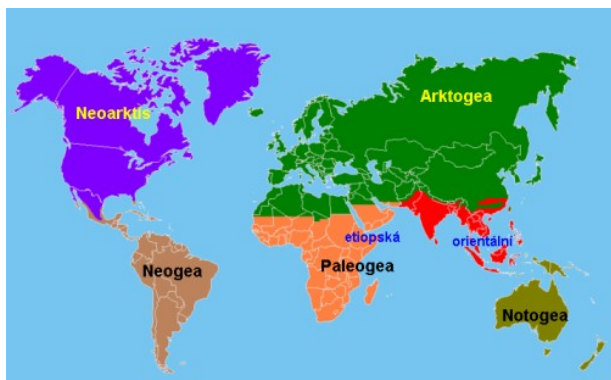 Arktogea
Neoarktis
etiopská
orientální
Neogea
Paleogea
Notogea